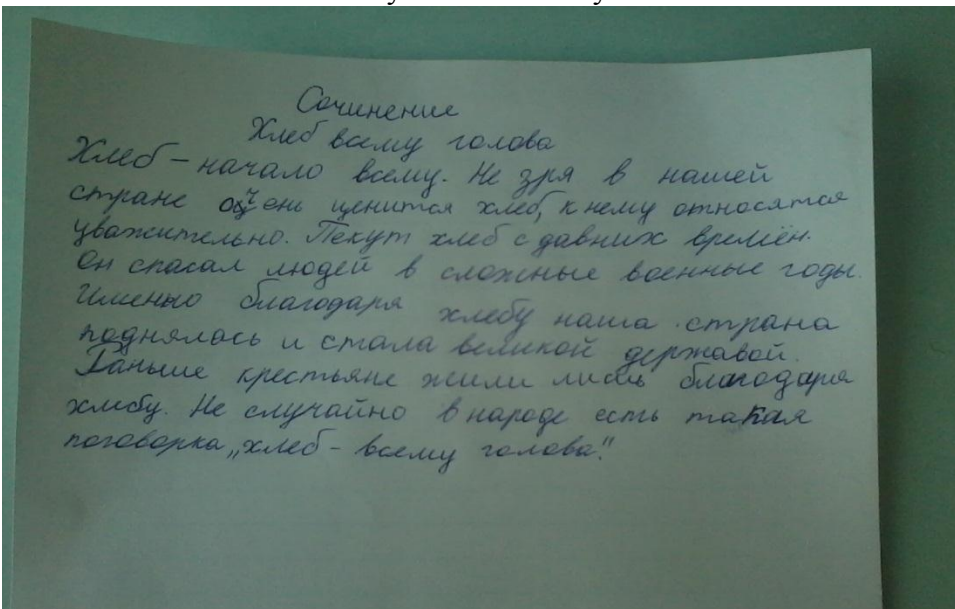 Сочинение
Хлеб всему голова
Хлеб – начало всему. Не зря в нашей
стране очень ценится хлеб, к нему относятся
уважительно. Пекут хлеб с давних времён.
Он спасал людей в сложные военные годы.
Именно благодаря хлебу наша страна
поднялась и стала великой державой.
Раньше крестьяне жили лишь благодаря
хлебу. Не случайно в народе есть такая
поговорка „хлеб – всему голова".